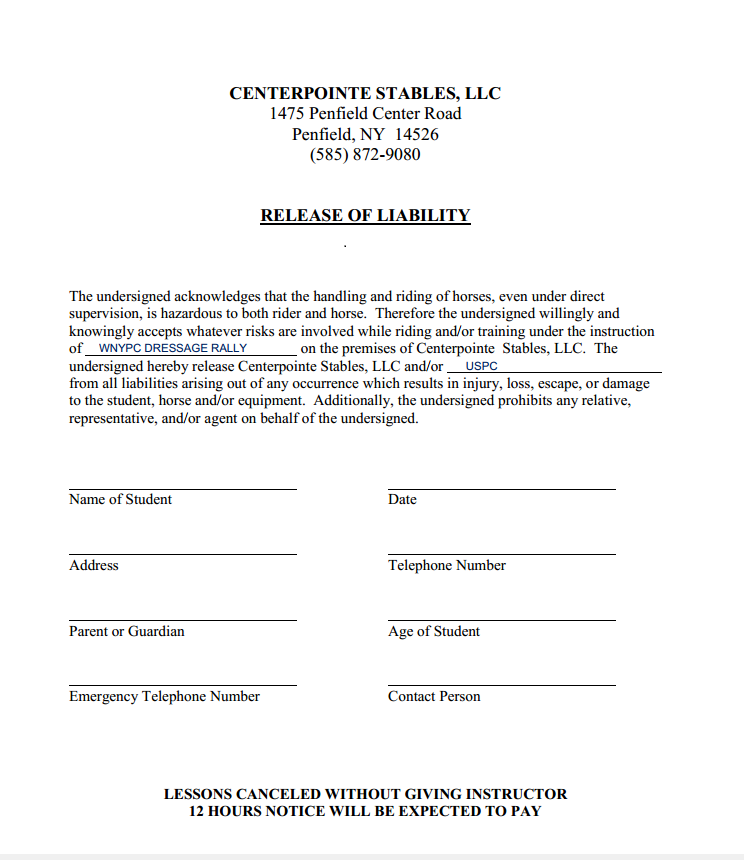 CENTERPOINTE STABLES, LLC
1475 Penfield Center Road
Penfield, NY 14526
(585) 872-9080
RELEASE OF LIABILITY
.
The undersigned acknowledges that the handling and riding of horses, even under direct
supervision, is hazardous to both rider and horse. Therefore the undersigned willingly and
knowingly accepts whatever risks are involved while riding and/or training under the instruction
of WNYPC DRESSAGE RALLY on the premises of Centerpointe Stables, LLC. The
undersigned hereby release Centerpointe Stables, LLC and/or USPC
from all liabilities arising out of any occurrence which results in injury, loss, escape, or damage
to the student, horse and/or equipment. Additionally, the undersigned prohibits any relative,
representative, and/or agent on behalf of the undersigned.
Name of Student Date
Address Telephone Number
Parent or Guardian Age of Student
Emergency Telephone Number Contact Person
LESSONS CANCELED WITHOUT GIVING INSTRUCTOR
12 HOURS NOTICE WILL BE EXPECTED TO PAY